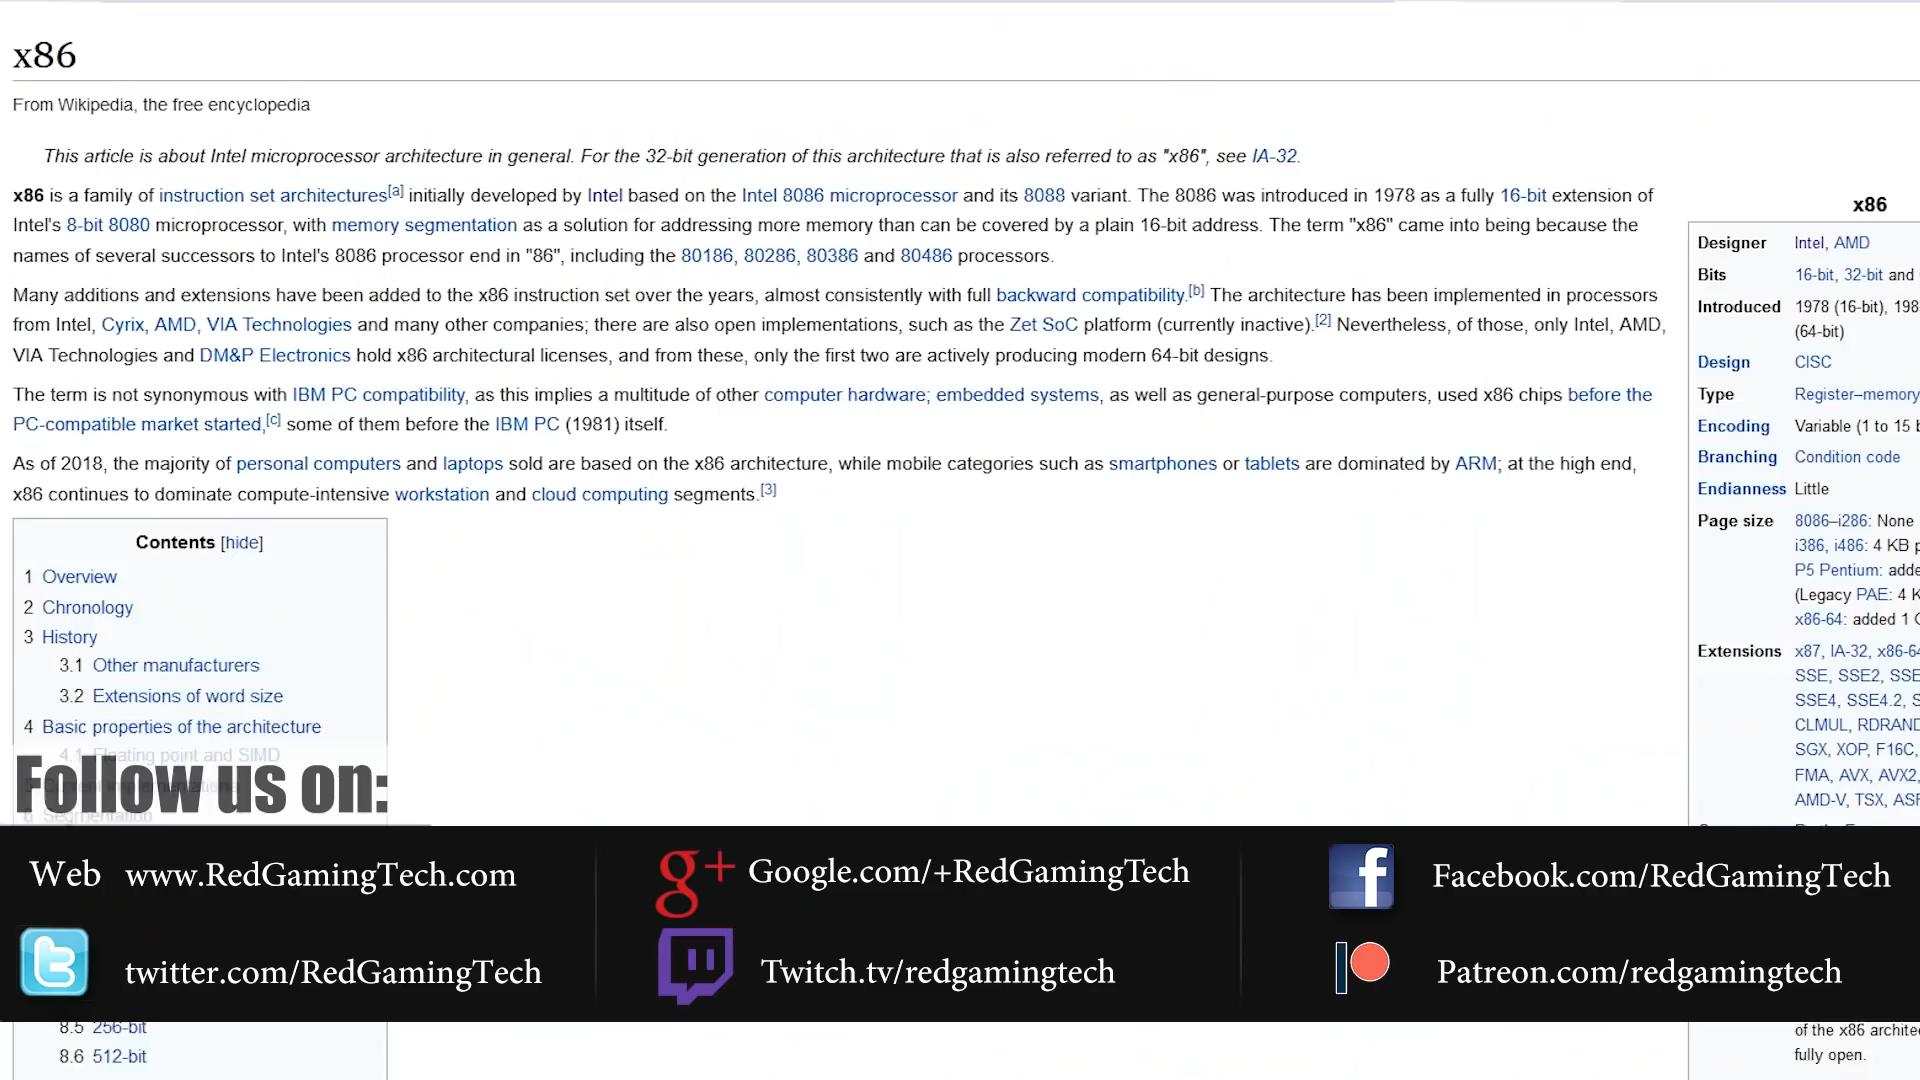 x86
From Wikipedia, the free encyclopedia
This article is about Intel microprocessor architecture in general. For the 32-bit generation of this architecture that is also referred to as "x86", see IA-32.
x86 is a family of instruction set architectures[a] initially developed by Intel based on the Intel 8086 microprocessor and its 8088 variant. The 8086 was introduced in 1978 as a fully 16-bit extension of
Intel's 8-bit 8080 microprocessor, with memory segmentation as a solution for addressing more memory than can be covered by a plain 16-bit address. The term "x86" came into being because the
names of several successors to Intel's 8086 processor end in "86", including the 80186, 80286, 80386 and 80486 processors.
Many additions and extensions have been added to the x86 instruction set over the years, almost consistently with full backward compatibility.[b] The architecture has been implemented in processors
from Intel, Cyrix, AMD, VIA Technologies and many other companies; there are also open implementations, such as the Zet SoC platform (currently inactive).[2] Nevertheless, of those, only Intel, AMD,
VIA Technologies and DM&P Electronics hold x86 architectural licenses, and from these, only the first two are actively producing modern 64-bit designs.
The term is not synonymous with IBM PC compatibility, as this implies a multitude of other computer hardware; embedded systems, as well as general-purpose computers, used x86 chips before the
PC-compatible market started,[c] some of them before the IBM PC (1981) itself.
As of 2018, the majority of personal computers and laptops sold are based on the x86 architecture, while mobile categories such as smartphones or tablets are dominated by ARM; at the high end,
x86 continues to dominate compute-intensive workstation and cloud computing segments.[3]
Contents [hide]
1 Overview
2 Chronology
3 History
3.1 Other manufacturers
3.2 Extensions of word size
4 Basic properties of the architecture
4.1 Floating point and SIMD
6 Segmentation
8.5 256-bit
8.6 512-bit
x86
Designer Intel, AMD
Bits 16-bit, 32-bit and
Introduced 1978 (16-bit), 198
(64-bit)
Design CISC
Type Register–memory
Encoding Variable (1 to 15 b
Branching Condition code
Endianness Little
Page size 8086–i286: None
i386, i486: 4 KB p
P5 Pentium: adde
(Legacy PAE: 4 K
x86-64: added 1 G
Extensions x87, IA-32, x86-64
SSE, SSE2, SSE
SSE4, SSE4.2, S
CLMUL, RDRAND
SGX, XOP, F16C,
FMA, AVX, AVX2,
AMD-V, TSX, ASF
of the x86 archite
fully open.
Follow us on:
Web www.RedGamingTech.com
g+ Google.com/+RedGamingTech
f Facebook.com/RedGamingTech
twitter.com/RedGamingTech
Twitch.tv/redgamingtech
Patreon.com/redgamingtech